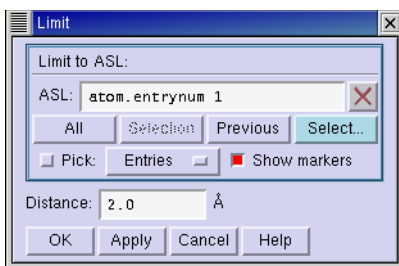 Limit
Limit to ASL:
ASL: atom.entrynum 1
All Selection Previous Select...
Pick: Entries Show markers
Distance: 2.0 Å
OK Apply Cancel Help